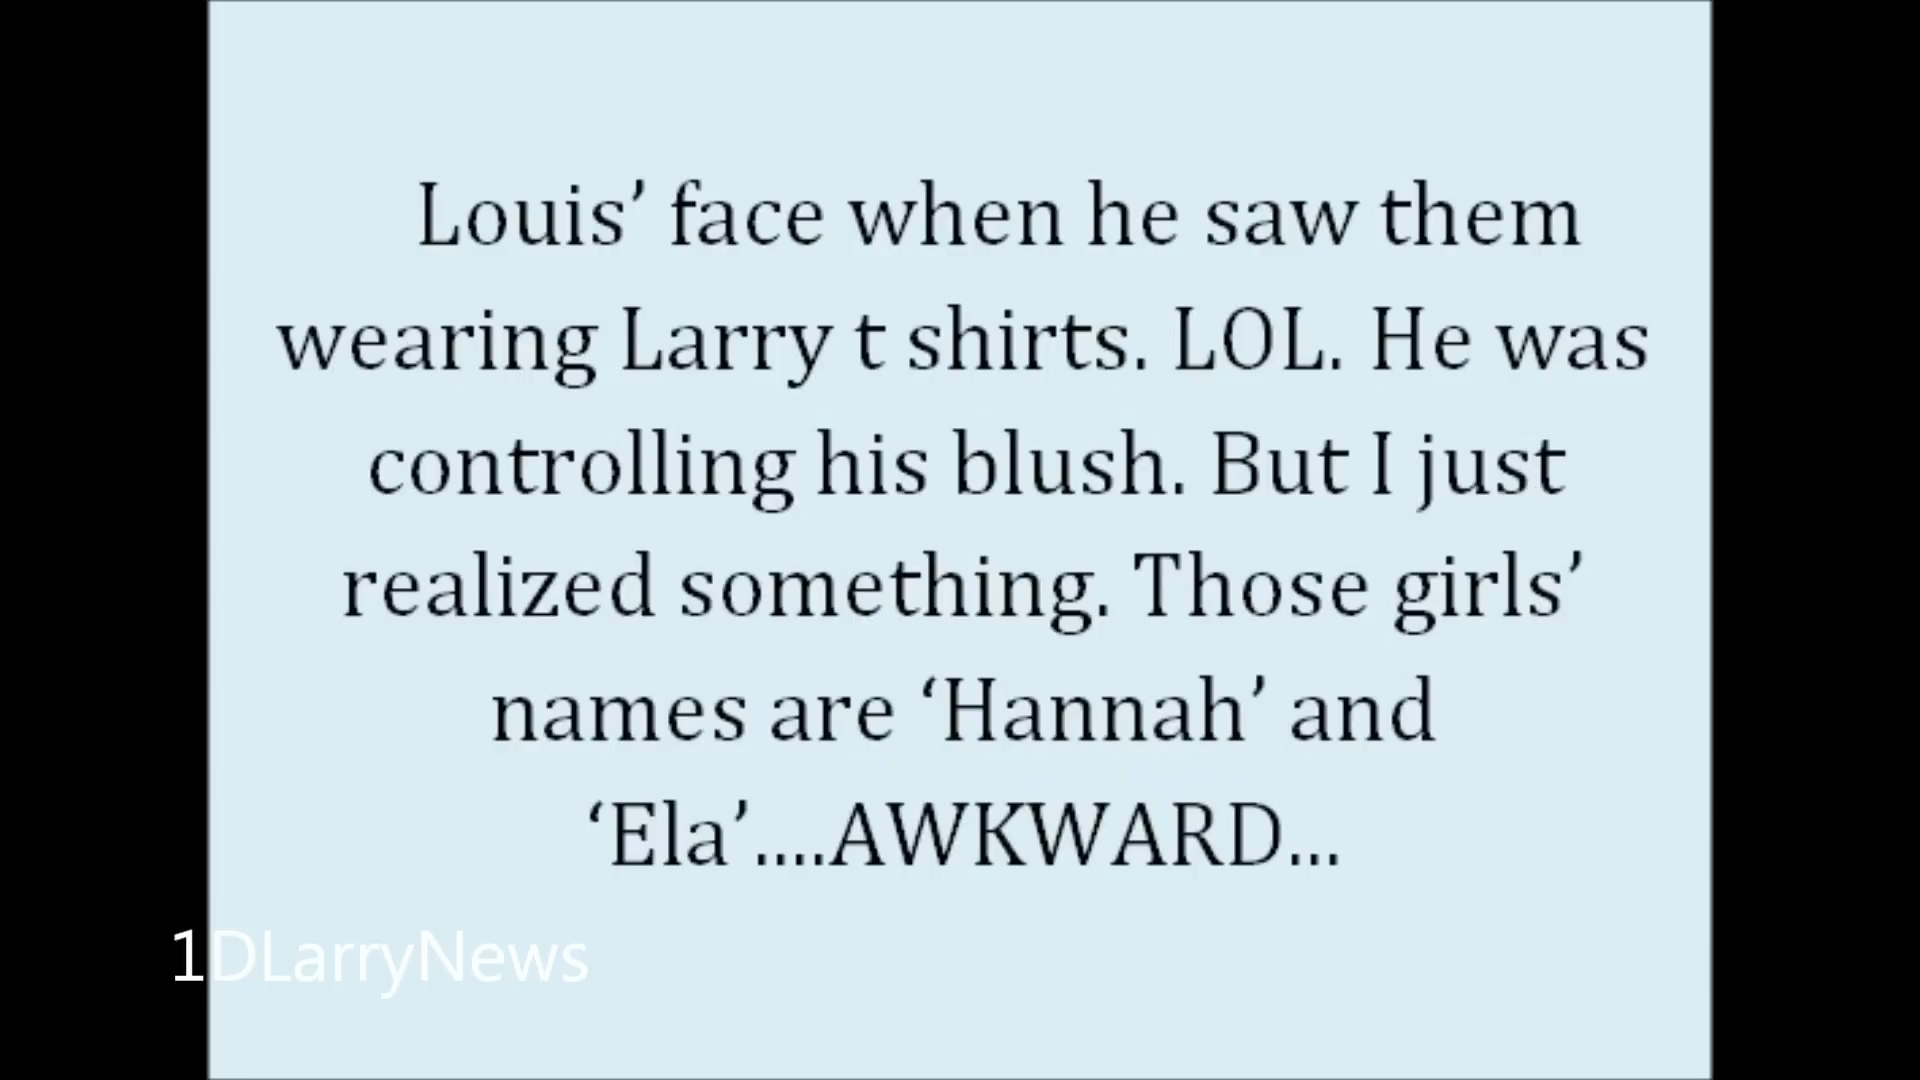 Louis’ face when he saw them
wearing Larry t shirts. LOL. He was
controlling his blush. But I just
realized something. Those girls’
names are ‘Hannah’ and
‘Ela’....AWKWARD...
1DLarryNews